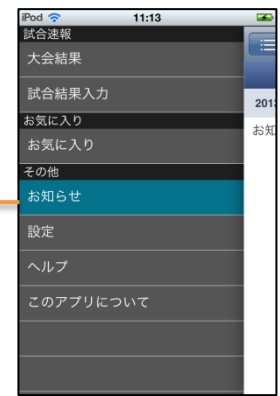 iPod 11:13
試合速報
大会結果
試合結果入力
お気に入り
お気に入り
その他
お知らせ
設定
ヘルプ
このアプリについて
201
お知